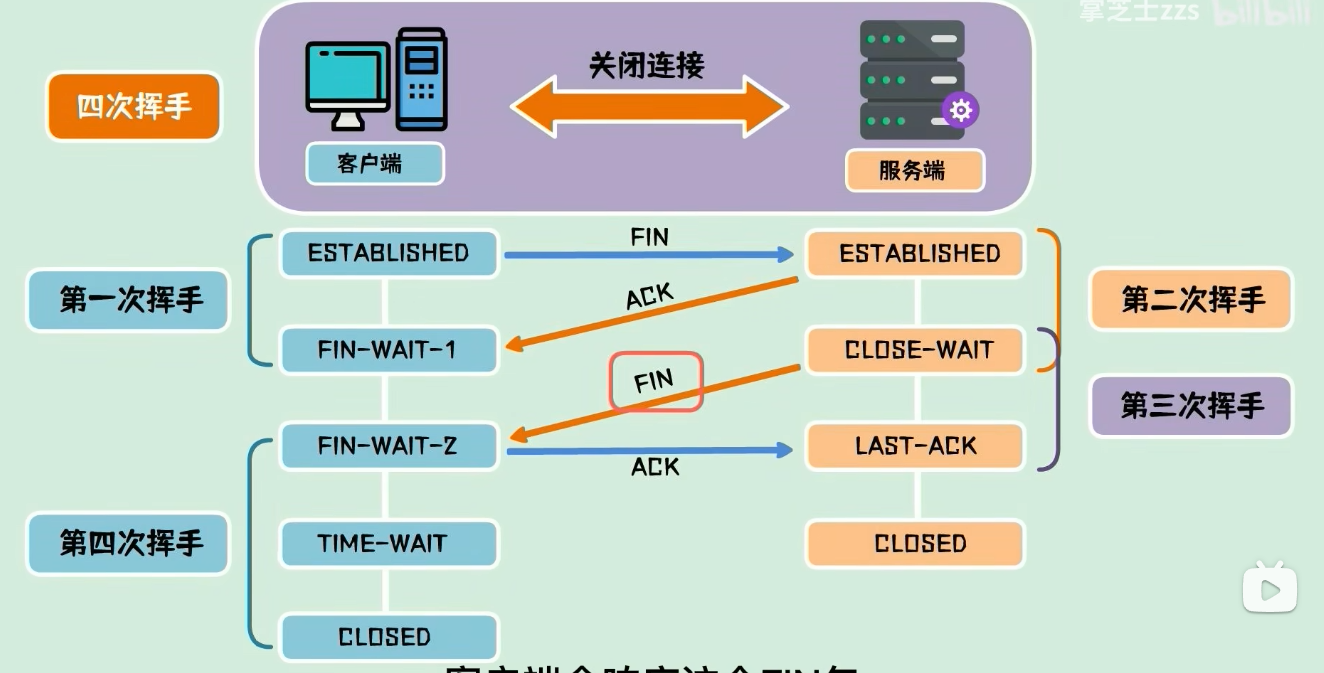 掌芝士zzs bilibili
四次挥手
关闭连接
客户端
服务端
ESTABLISHED
FIN
ESTABLISHED
第一次挥手
ACK
第二次挥手
FIN-WAIT-1
CLOSE-WAIT
FIN
第三次挥手
FIN-WAIT-2
LAST-ACK
ACK
第四次挥手
TIME-WAIT
CLOSED
CLOSED